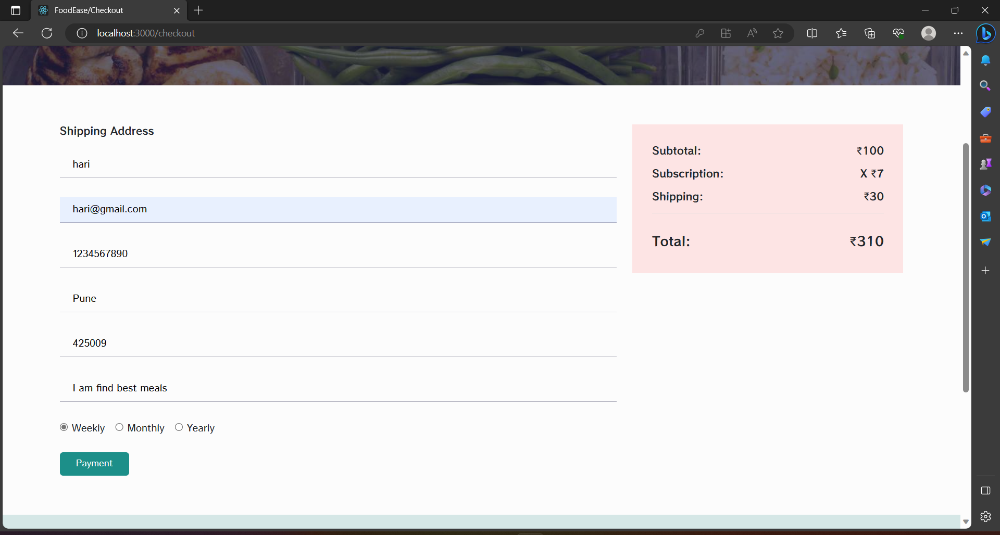 FoodEase/Checkout
localhost:3000/checkout
Shipping Address
hari
hari@gmail.com
1234567890
Pune
425009
I am find best meals
Weekly Monthly Yearly
Payment
Subtotal: ₹100
Subscription: X ₹7
Shipping: ₹30
Total: ₹310